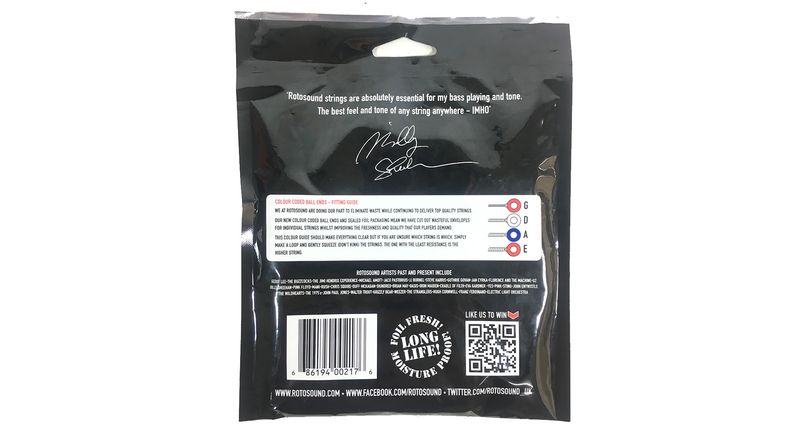 'Rotosound strings are absolutely essential for my bass playing and tone.
The best feel and tone of any string anywhere - IMHO'
COLOUR CODED BALL ENDS - FITTING GUIDE
WE AT ROTOSOUND ARE DOING OUR PART TO ELIMINATE WASTE WHILE CONTINUING TO DELIVER TOP QUALITY STRINGS.
OUR NEW COLOUR CODED BALL ENDS AND SEALED FOIL PACKAGING MEAN WE HAVE CUT OUT WASTEFUL ENVELOPES
FOR INDIVIDUAL STRINGS WHILST IMPROVING THE FRESHNESS AND QUALITY THAT OUR PLAYERS DEMAND.
THIS COLOUR GUIDE SHOULD MAKE EVERYTHING CLEAR BUT IF YOU ARE UNSURE WHICH STRING IS WHICH, SIMPLY
MAKE A LOOP AND GENTLY SQUEEZE (DON'T KINK) THE STRINGS. THE ONE WITH THE LEAST RESISTANCE IS THE
HIGHER STRING.
G
D
A
E
ROTOSOUND ARTISTS PAST AND PRESENT INCLUDE
LIKE US TO WIN
FOIL FRESH!
LONG
LIFE!
MOISTURE PROOF!
6 86194 00217 6
WWW.ROTOSOUND.COM - WWW.FACEBOOK.COM/ROTOSOUND - TWITTER.COM/ROTOSOUND_UK